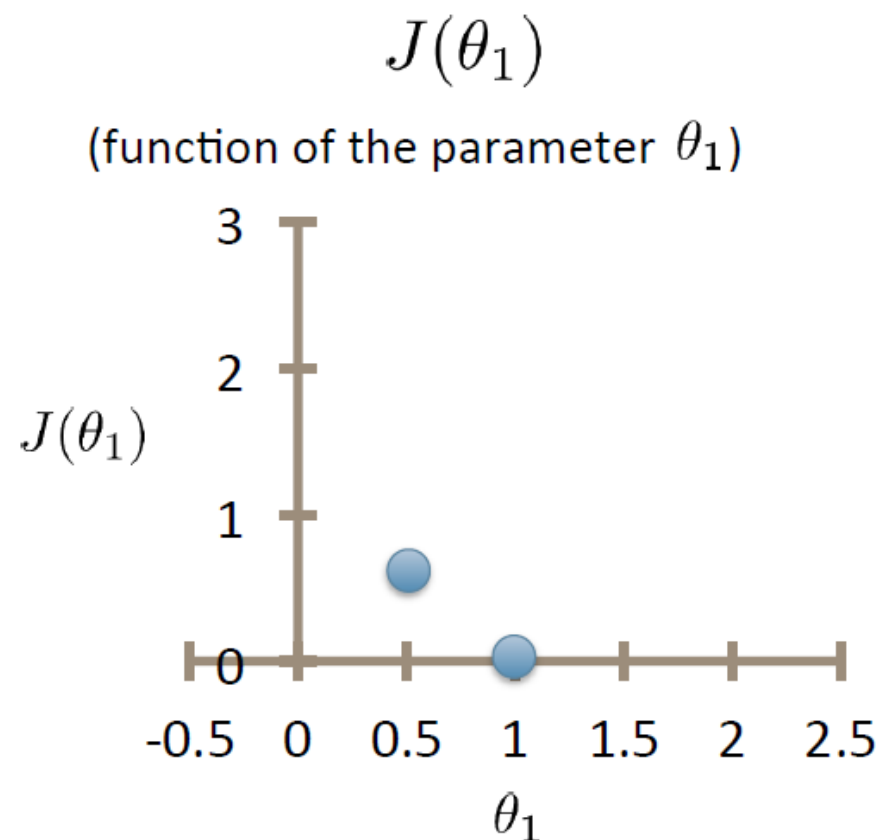 J(θ₁)
(function of the parameter θ₁)
3
2
J(θ₁)
1
0
-0.5 0 0.5 1 1.5 2 2.5
θ₁